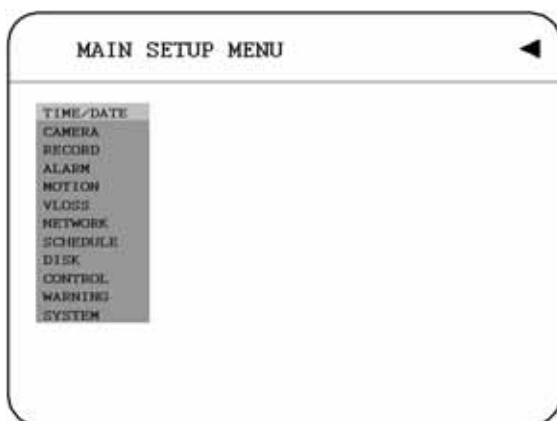 MAIN SETUP MENU
TIME/DATE
CAMERA
RECORD
ALARM
MOTION
VLOSS
NETWORK
SCHEDULE
DISK
CONTROL
WARNING
SYSTEM